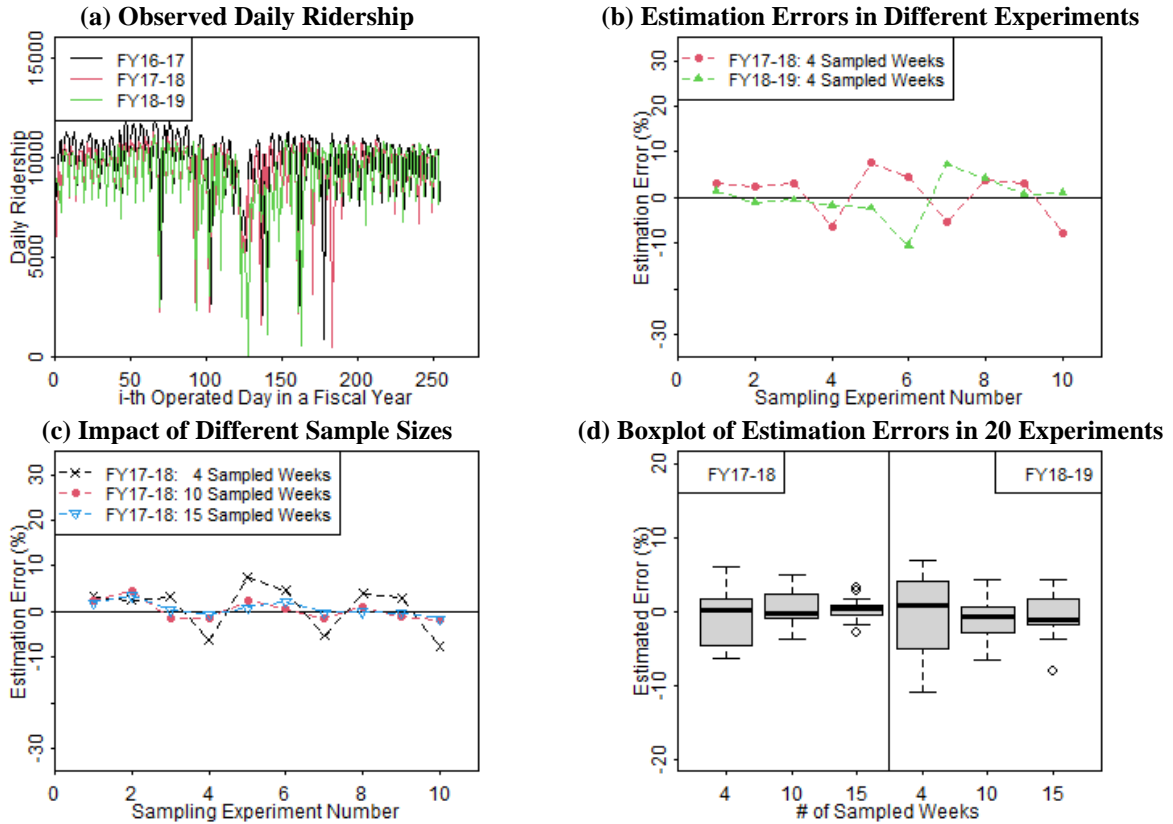 (a) Observed Daily Ridership
15000
10000
5000
0
Daily Ridership
FY16-17
FY17-18
FY18-19
0 50 100 150 200 250
i-th Operated Day in a Fiscal Year
(b) Estimation Errors in Different Experiments
30
20
10
0
-10
-30
Estimation Error (%)
FY17-18: 4 Sampled Weeks
FY18-19: 4 Sampled Weeks
0 2 4 6 8 10
Sampling Experiment Number
(c) Impact of Different Sample Sizes
30
20
10
0
-10
-30
Estimation Error (%)
FY17-18: 4 Sampled Weeks
FY17-18: 10 Sampled Weeks
FY17-18: 15 Sampled Weeks
0 2 4 6 8 10
Sampling Experiment Number
(d) Boxplot of Estimation Errors in 20 Experiments
20
10
0
-10
-20
Estimated Error (%)
FY17-18
FY18-19
4 10 15 4 10 15
# of Sampled Weeks